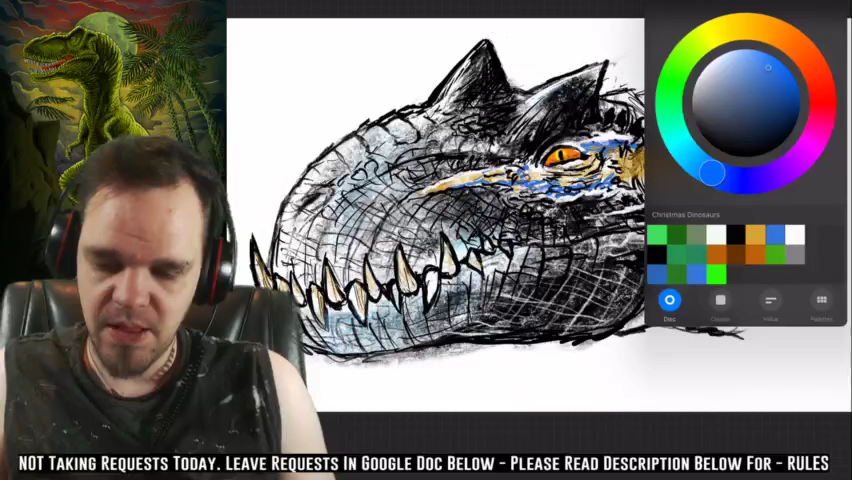 Christmas Dinosaurs
Disc
Classic
Value
Palettes
NOT TAKING REQUESTS TODAY. LEAVE REQUESTS IN GOOGLE DOC BELOW - PLEASE READ DESCRIPTION BELOW FOR - RULES